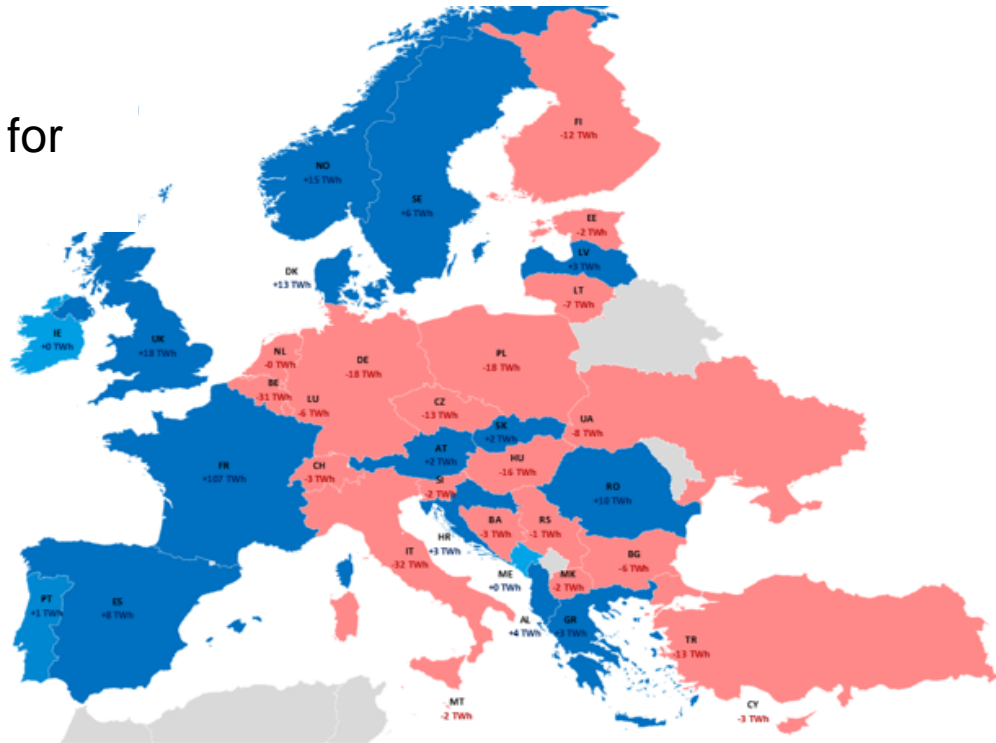 for
FI
-12 TWh
NO
+15 TWh
SE
+6 TWh
EE
-2 TWh
LV
+3 TWh
DK
+13 TWh
LT
-7 TWh
IE
+0 TWh
UK
+18 TWh
NL
-0 TWh
DE
-18 TWh
PL
-18 TWh
BE
-31 TWh
LU
-6 TWh
CZ
-13 TWh
UA
-8 TWh
SK
+2 TWh
AT
+2 TWh
HU
-16 TWh
FR
+107 TWh
CH
-3 TWh
SI
-2 TWh
RO
+10 TWh
BA
-3 TWh
RS
-1 TWh
HR
+3 TWh
IT
-32 TWh
BG
-6 TWh
ME
+0 TWh
MK
-2 TWh
PT
+1 TWh
ES
+8 TWh
AL
+4 TWh
GR
+3 TWh
TR
-13 TWh
MT
-2 TWh
CY
-3 TWh